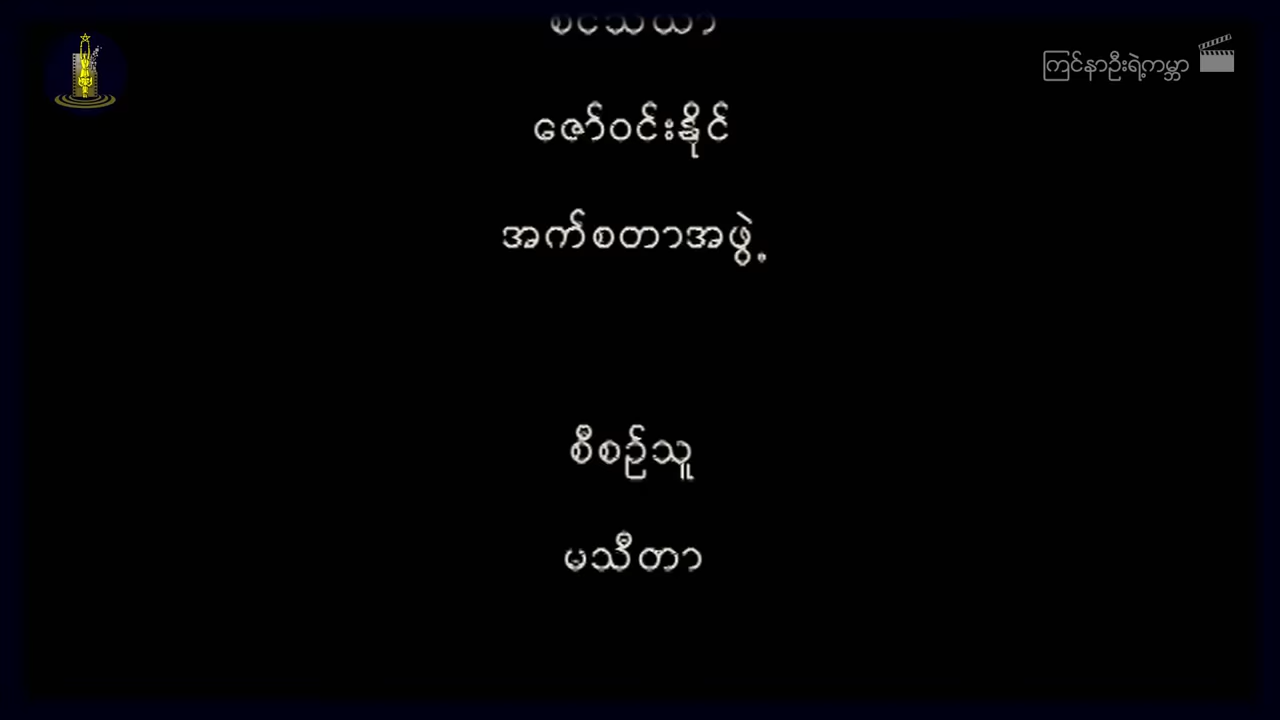 ကြင်နာဦးရဲ့ကမ္ဘာ
ဇော်ဝင်းနိုင်
အက်စတာအဖွဲ့
စီစဉ်သူ
မသီတာ